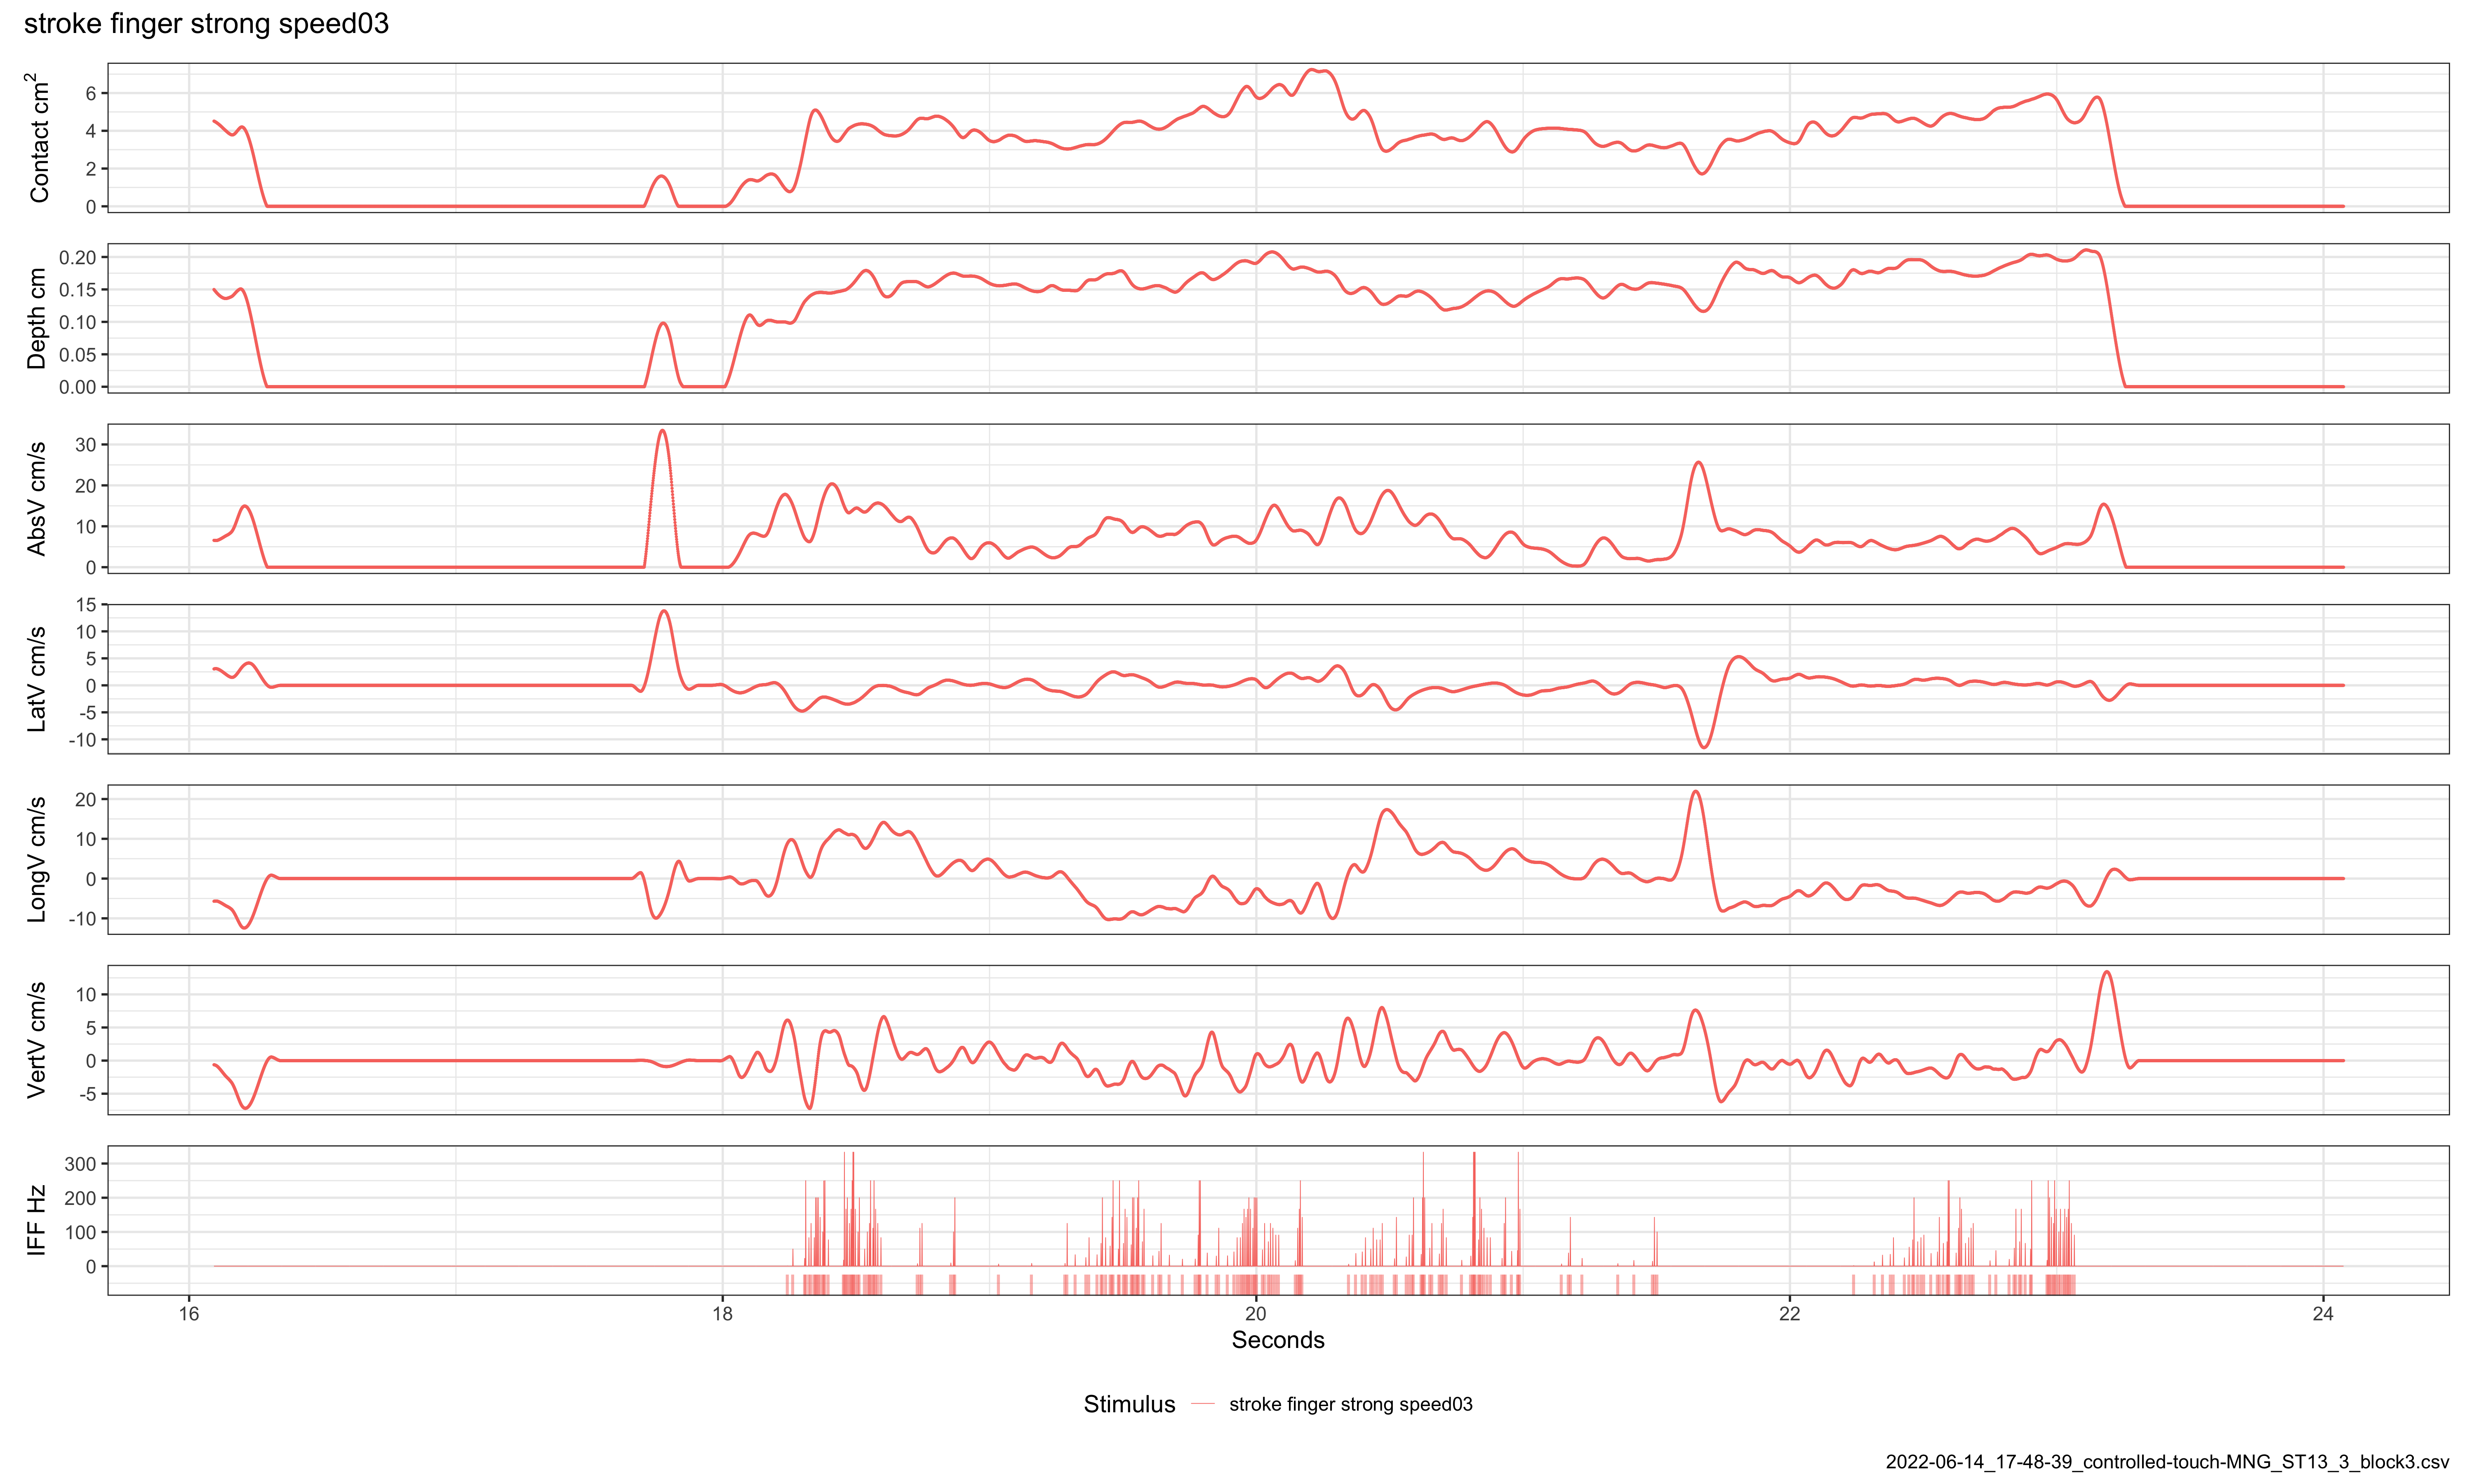 stroke finger strong speed03
Contact cm²
6
4
2
0
Depth cm
0.20
0.15
0.10
0.05
0.00
AbsV cm/s
30
20
10
0
LatV cm/s
15
10
5
0
-5
-10
LongV cm/s
20
10
0
-10
VertV cm/s
10
5
0
-5
IFF Hz
300
200
100
0
16 18 20 22 24
Seconds
Stimulus stroke finger strong speed03
2022-06-14_17-48-39_controlled-touch-MNG_ST13_3_block3.csv